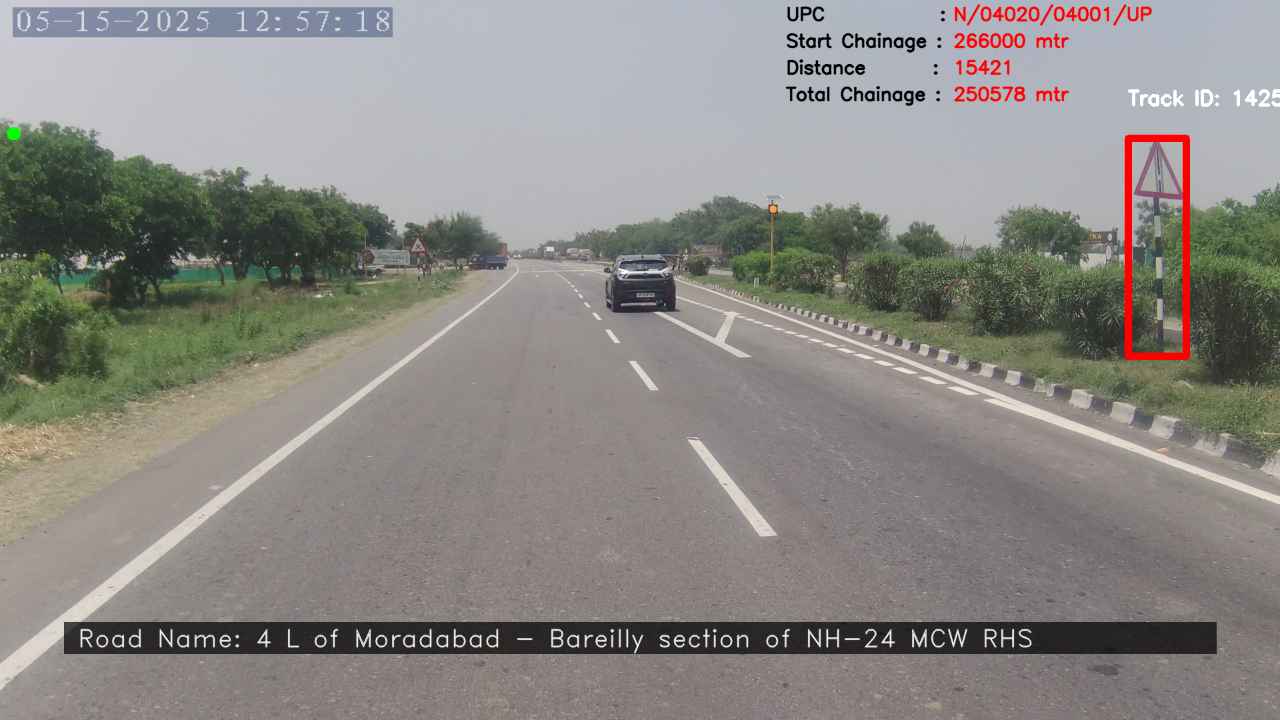 05-15-2025 12:57:18
UPC : N/04020/04001/UP
Start Chainage : 266000 mtr
Distance : 15421
Total Chainage : 250578 mtr
Track ID: 1425
Road Name: 4 L of Moradabad - Bareilly section of NH-24 MCW RHS